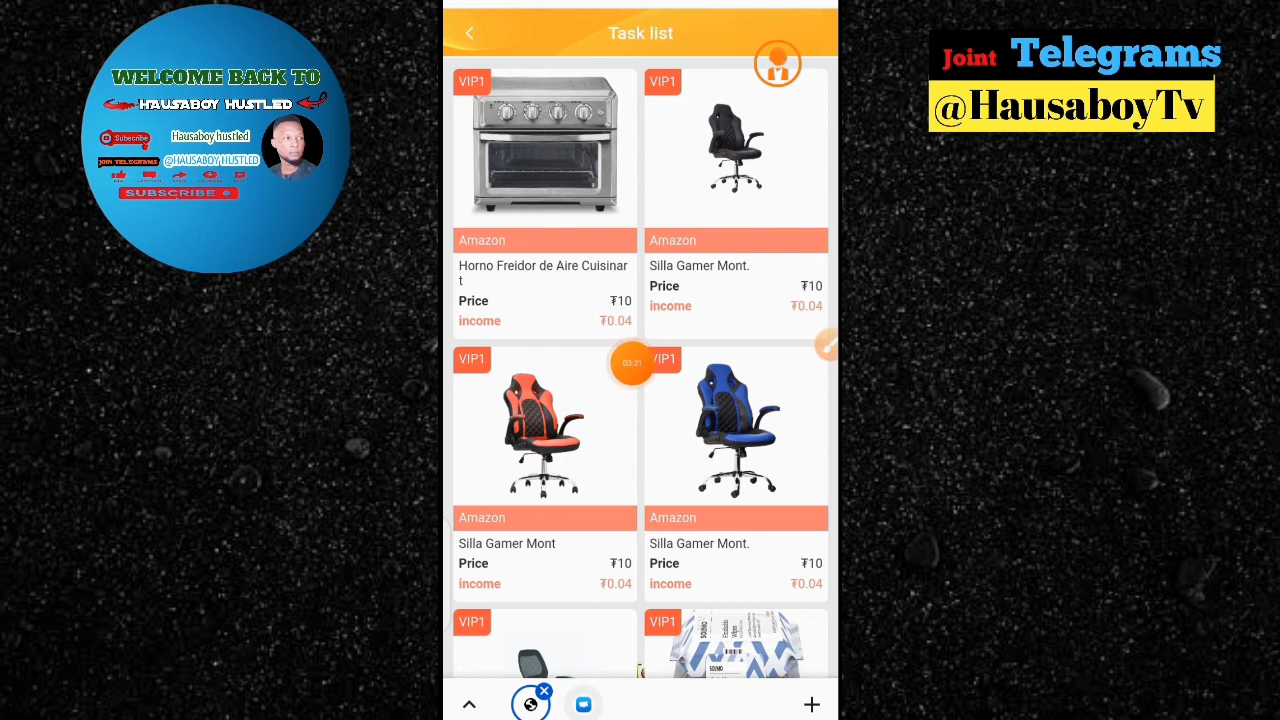 WELCOME BACK TO
HAUSABOY HUSTLED
Subscribe
Hausaboy hustled
JOIN TELEGRAMS
@HAUSABOY HUSTLED
SUBSCRIBE
Task list
Joint Telegrams
@HausaboyTv
VIP1
VIP1
Amazon
Amazon
Horno Freidor de Aire Cuisinar
t
Silla Gamer Mont.
Price ₮10
Price ₮10
income ₮0.04
income ₮0.04
VIP1
03:21
VIP1
Amazon
Amazon
Silla Gamer Mont
Silla Gamer Mont.
Price ₮10
Price ₮10
income ₮0.04
income ₮0.04
VIP1
VIP1
SOLIMO